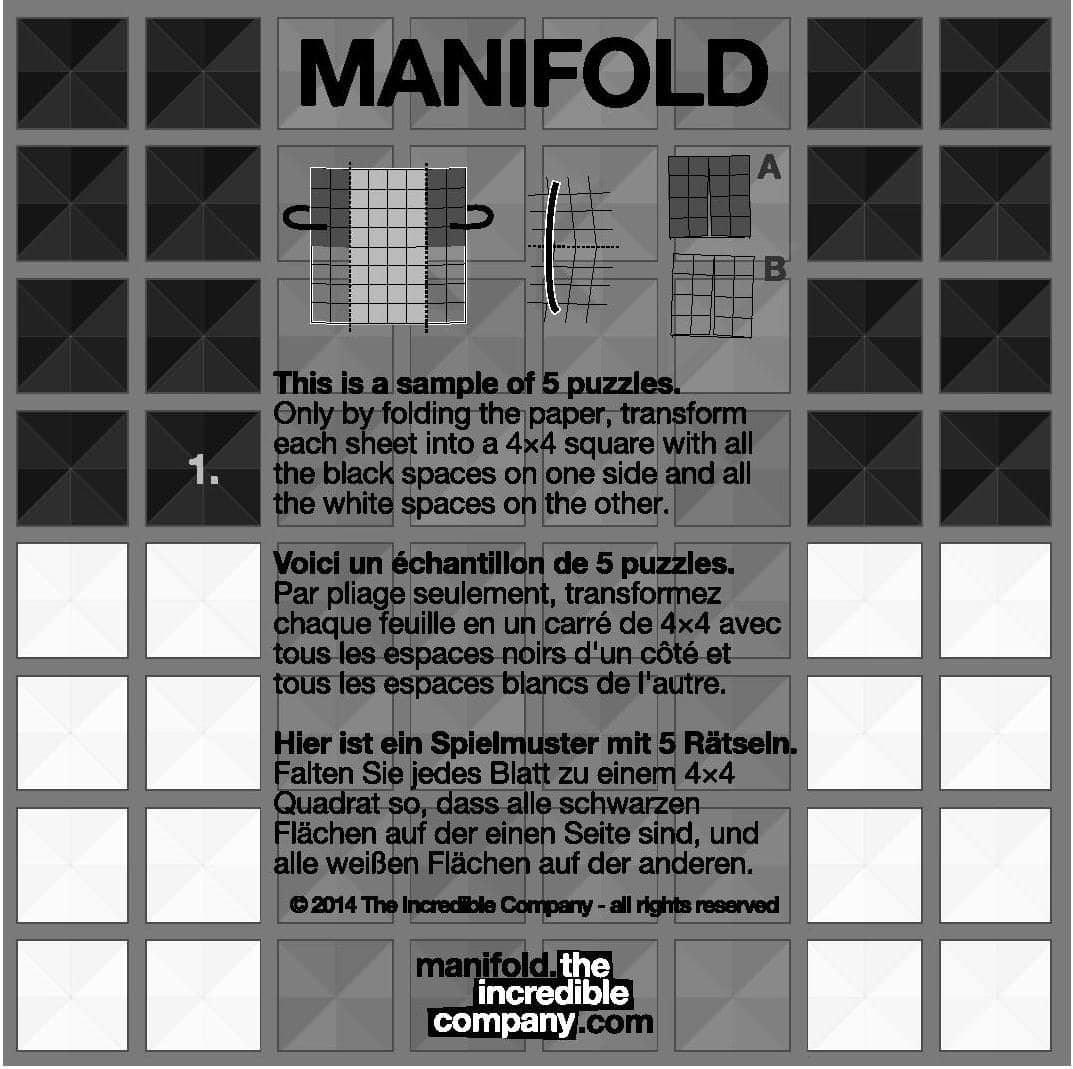 MANIFOLD
A
B
This is a sample of 5 puzzles.
Only by folding the paper, transform
each sheet into a 4×4 square with all
the black spaces on one side and all
the white spaces on the other.
1.
Voici un échantillon de 5 puzzles.
Par pliage seulement, transformez
chaque feuille en un carré de 4×4 avec
tous les espaces noirs d'un côté et
tous les espaces blancs de l'autre.
Hier ist ein Spielmuster mit 5 Rätseln.
Falten Sie jedes Blatt zu einem 4×4
Quadrat so, dass alle schwarzen
Flächen auf der einen Seite sind, und
alle weißen Flächen auf der anderen.
© 2014 The Incredible Company - all rights reserved
manifold.the
incredible
company.com